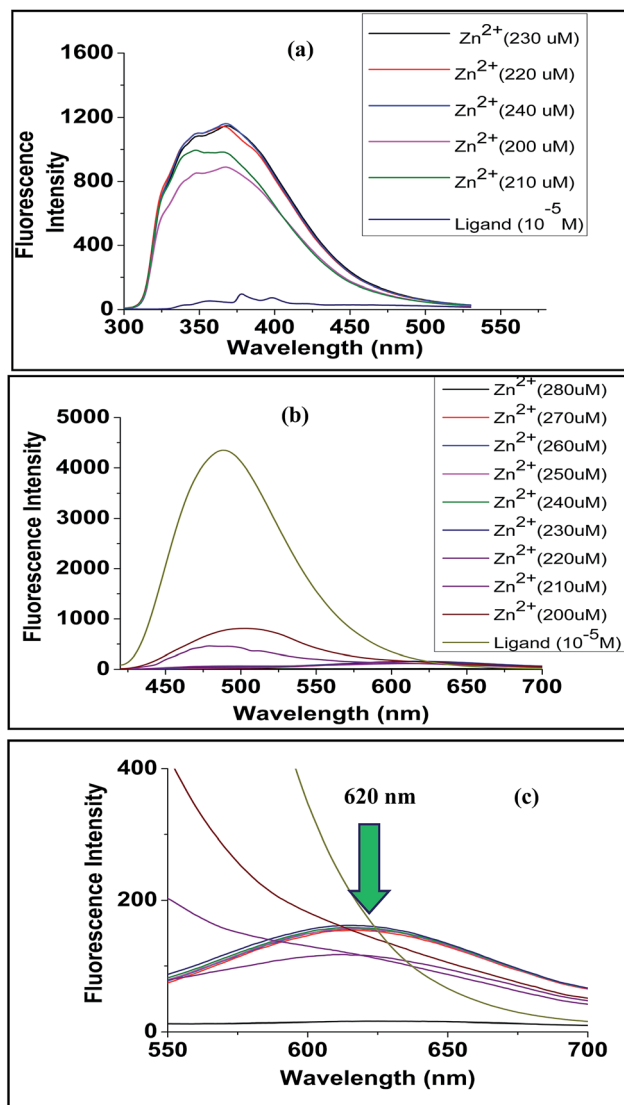 (a)
Zn2+(230 uM)
Zn2+(220 uM)
Zn2+(240 uM)
Zn2+(200 uM)
Zn2+(210 uM)
Ligand (10-5M)
Fluorescence
Intensity
1600
1200
800
400
0
300 350 400 450 500 550
Wavelength (nm)
(b)
Zn2+(280uM)
Zn2+(270uM)
Zn2+(260uM)
Zn2+(250uM)
Zn2+(240uM)
Zn2+(230uM)
Zn2+(220uM)
Zn2+(210uM)
Zn2+(200uM)
Ligand (10-5M)
Fluorescence Intensity
5000
4000
3000
2000
1000
0
450 500 550 600 650 700
Wavelength (nm)
(c)
620 nm
Fluorescence Intensity
400
200
0
550 600 650 700
Wavelength (nm)